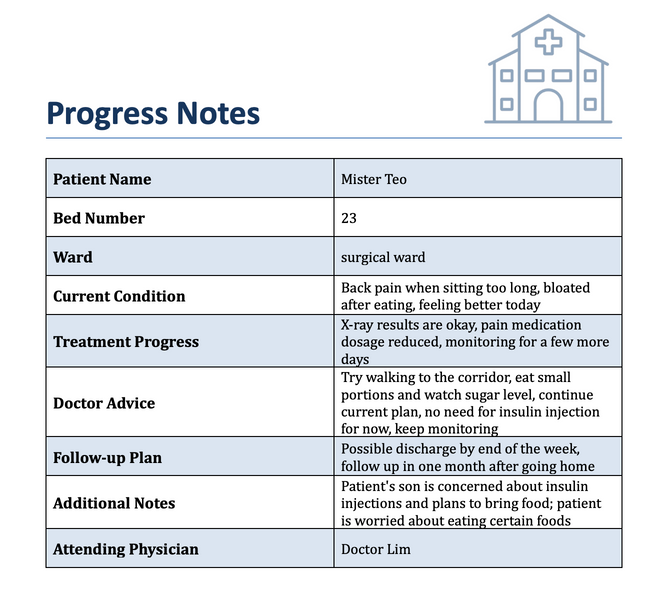 Progress Notes
Patient Name
Mister Teo
Bed Number
23
Ward
surgical ward
Current Condition
Back pain when sitting too long, bloated
after eating, feeling better today
Treatment Progress
X-ray results are okay, pain medication
dosage reduced, monitoring for a few more
days
Doctor Advice
Try walking to the corridor, eat small
portions and watch sugar level, continue
current plan, no need for insulin injection
for now, keep monitoring
Follow-up Plan
Possible discharge by end of the week,
follow up in one month after going home
Additional Notes
Patient's son is concerned about insulin
injections and plans to bring food; patient
is worried about eating certain foods
Attending Physician
Doctor Lim